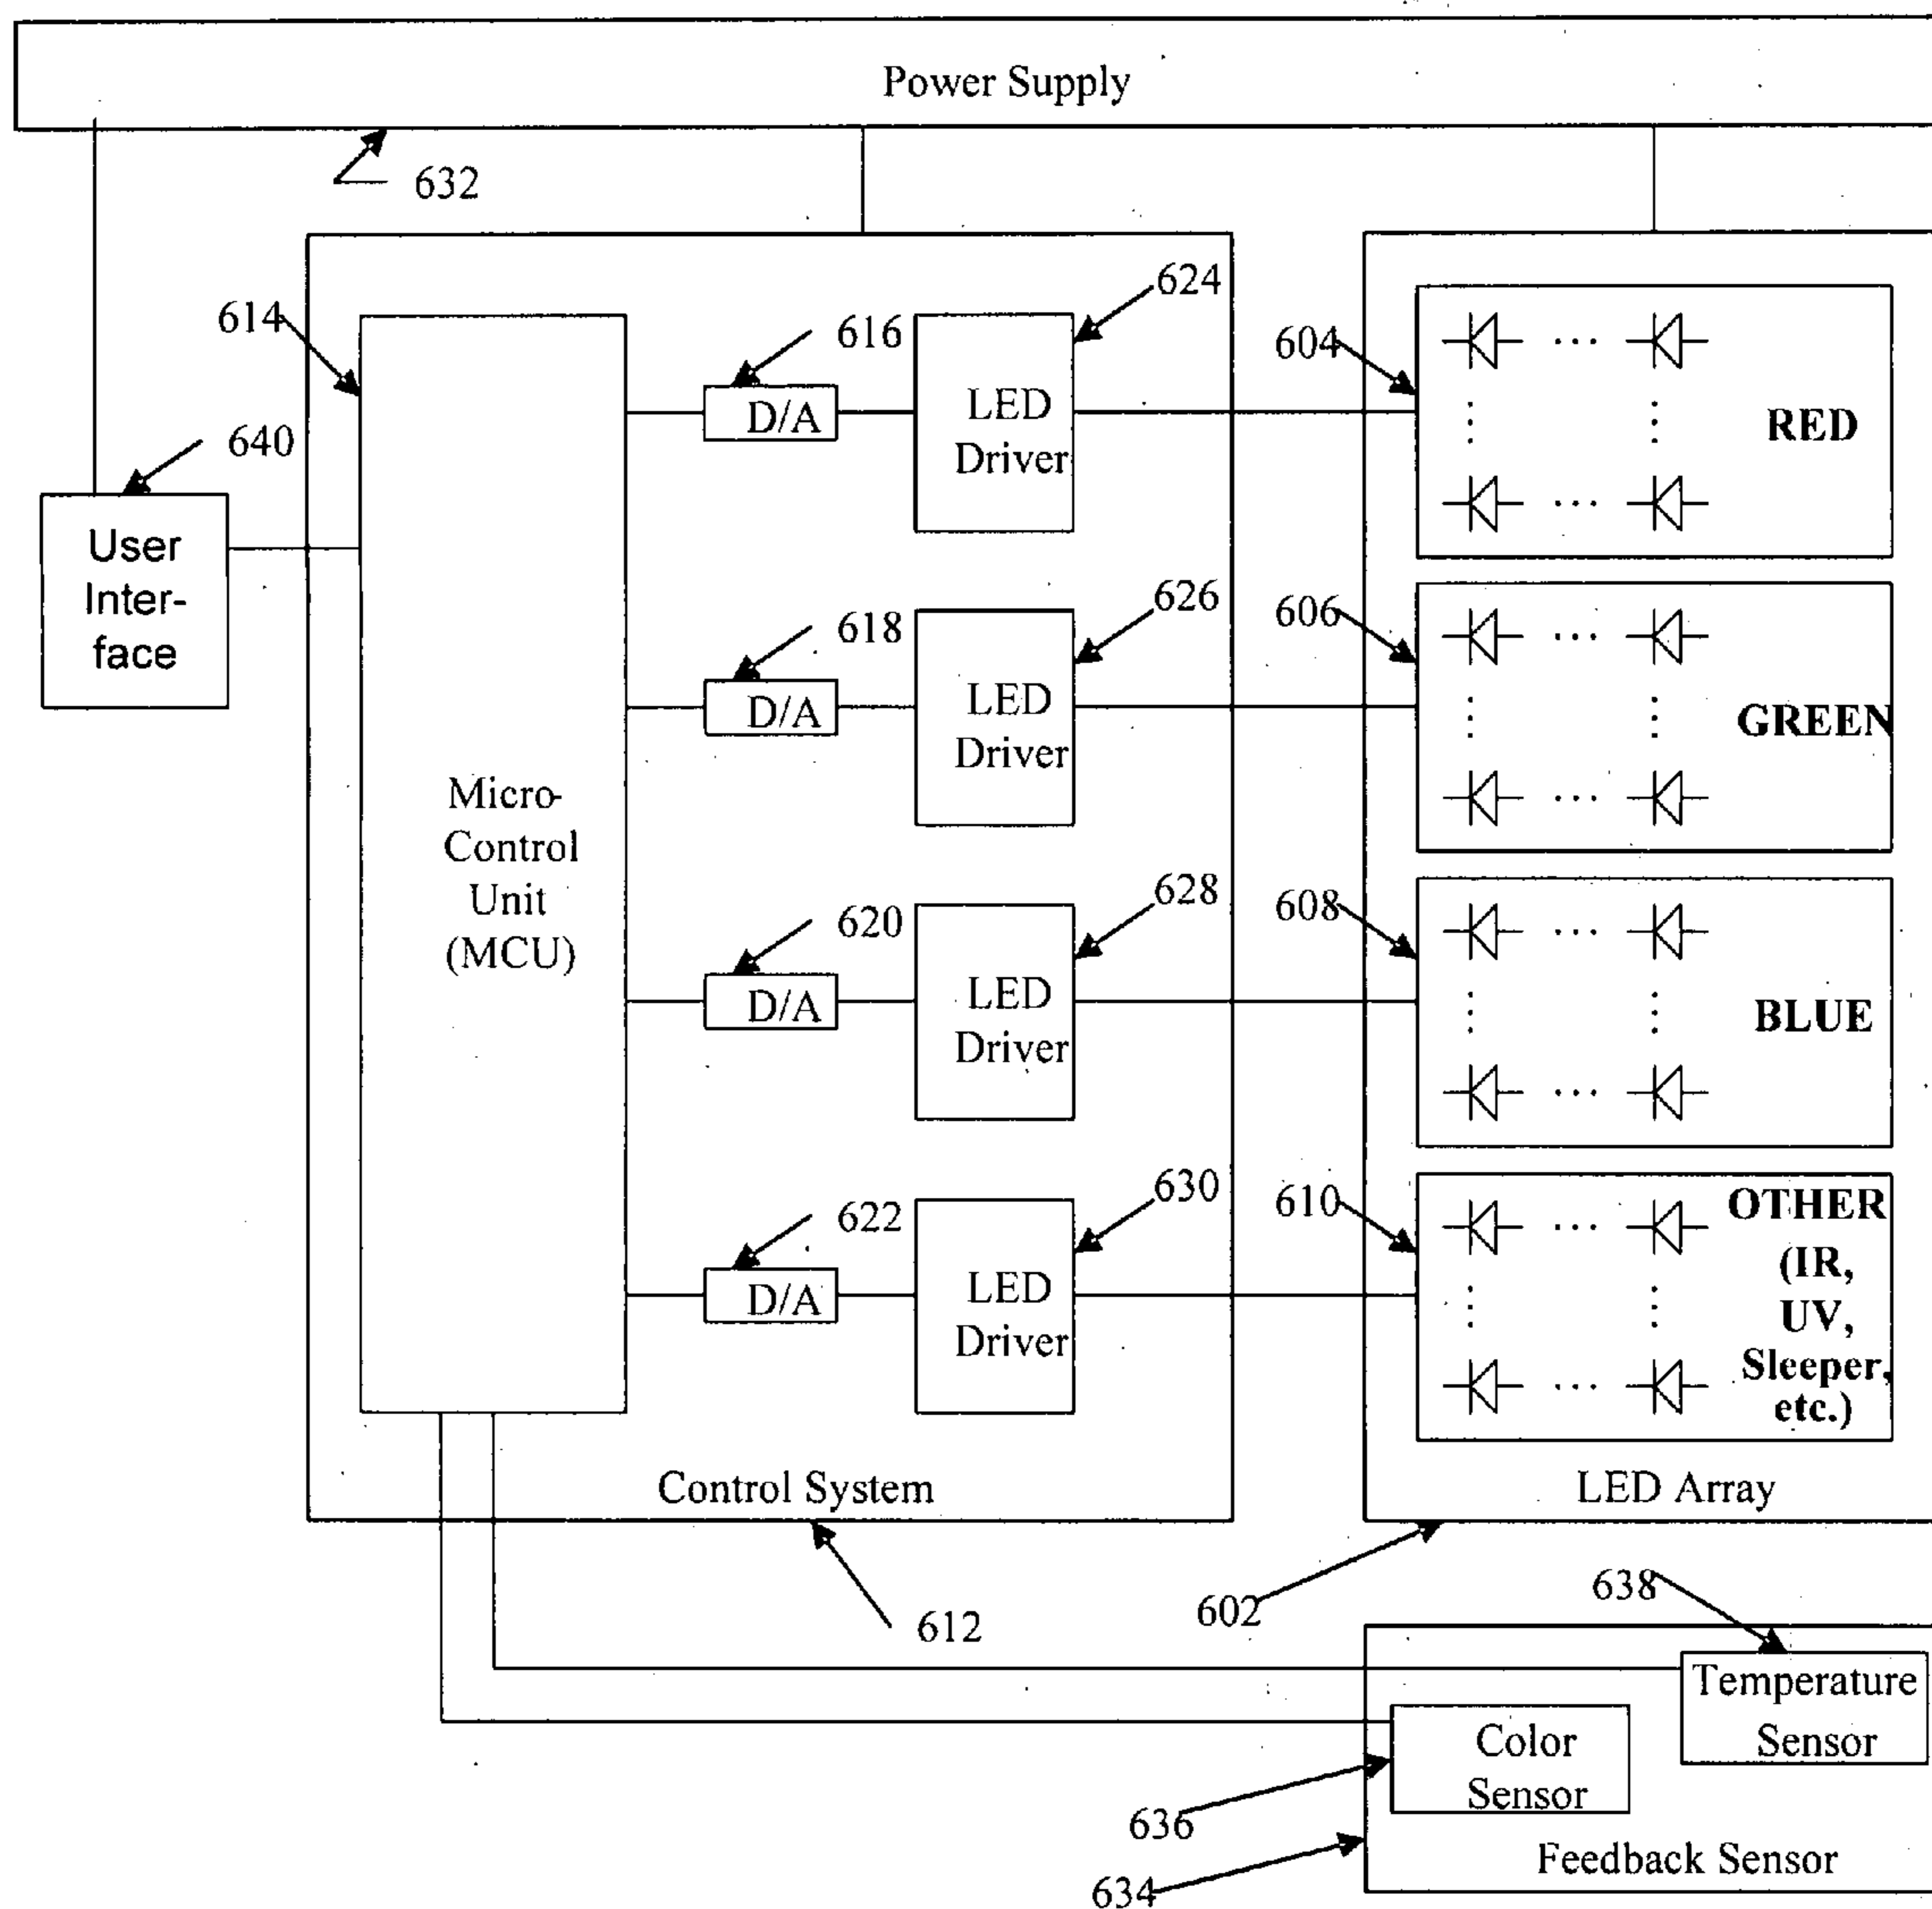 Power Supply
632
614
616
624
604
D/A
LED
Driver
RED
640
User
Inter-
face
618
626
606
D/A
LED
Driver
GREEN
Micro-
Control
Unit
(MCU)
620
628
608
D/A
LED
Driver
BLUE
622
630
610
D/A
LED
Driver
OTHER
(IR,
UV,
Sleeper,
etc.)
Control System
LED Array
612
602
638
Temperature
Sensor
Color
Sensor
636
Feedback Sensor
634